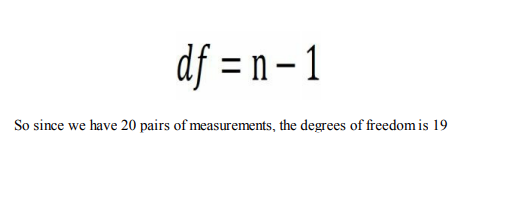 df = n – 1
So since we have 20 pairs of measurements, the degrees of freedom is 19